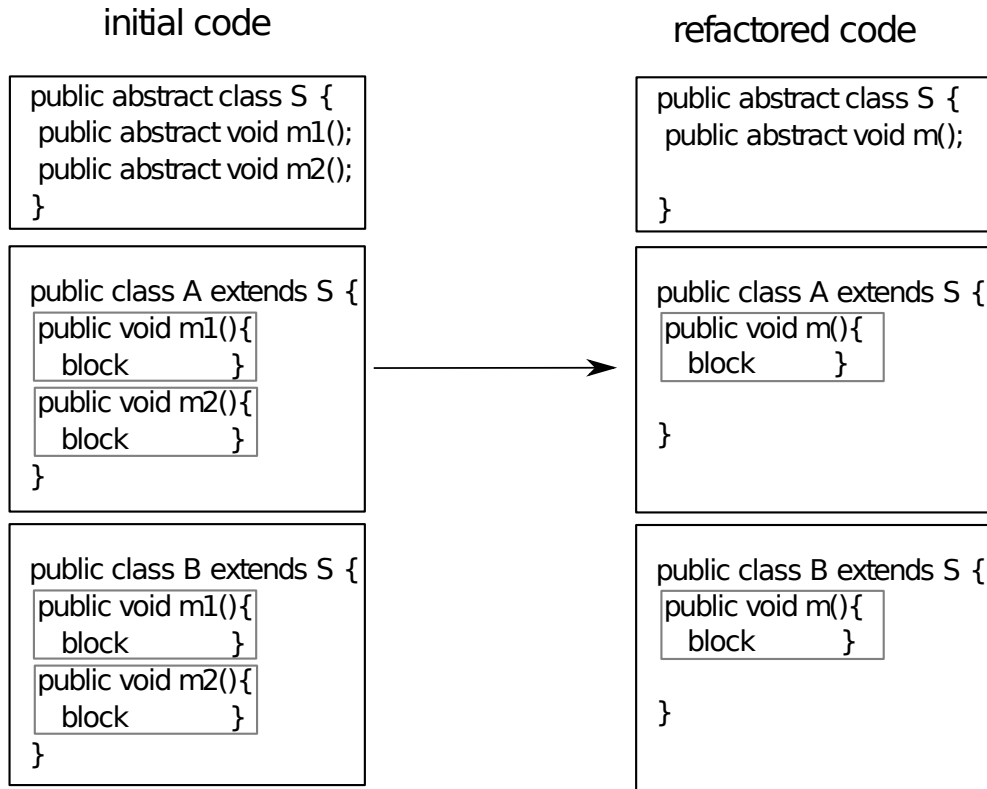 initial code
public abstract class S {
public abstract void m1();
public abstract void m2();
}
public class A extends S {
public void m1(){
block }
public void m2(){
block }
}
public class B extends S {
public void m1(){
block }
public void m2(){
block }
}
refactored code
public abstract class S {
public abstract void m();
}
public class A extends S {
public void m(){
block }
}
public class B extends S {
public void m(){
block }
}